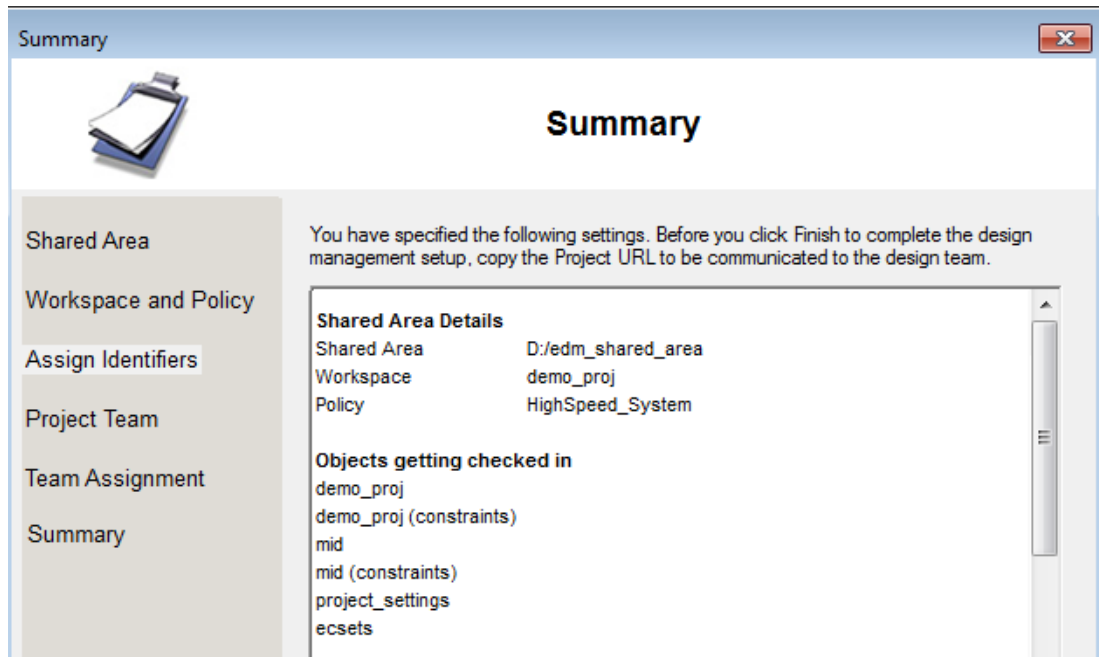 Summary
Summary
Shared Area
Workspace and Policy
Assign Identifiers
Project Team
Team Assignment
Summary
You have specified the following settings. Before you click Finish to complete the design
management setup, copy the Project URL to be communicated to the design team.
Shared Area Details
Shared Area D:/edm_shared_area
Workspace demo_proj
Policy HighSpeed_System
Objects getting checked in
demo_proj
demo_proj (constraints)
mid
mid (constraints)
project_settings
ecsets